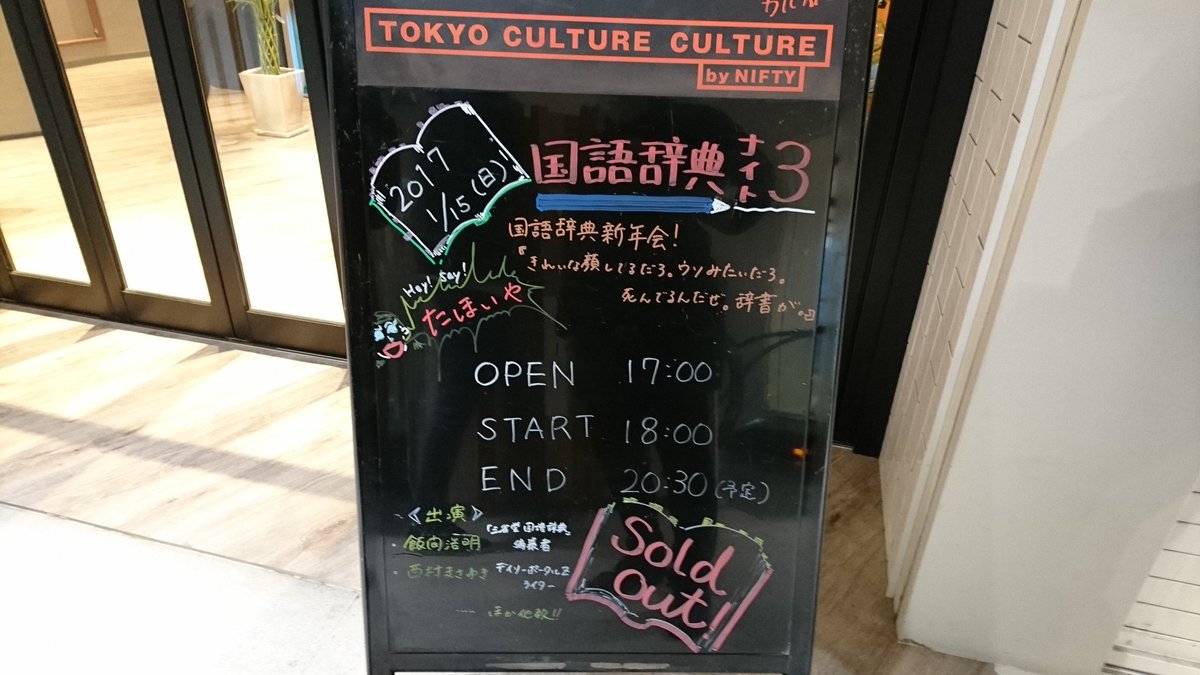 TOKYO CULTURE CULTURE
by NIFTY
2017
1/15(日)
国語辞典ナイト3
国語辞典新年会!
『きれいな顔してるだろ。ウソみたいだろ。
死んでるんだぜ。辞書が。』
Hey! Say!
たほいや
OPEN 17:00
START 18:00
END 20:30(予定)
<出演>
・飯間浩明 「三省堂国語辞典」
編纂者
・西村まさゆき デイリーポータルZ
ライター
…… ほか他数!!
Sold
Out!